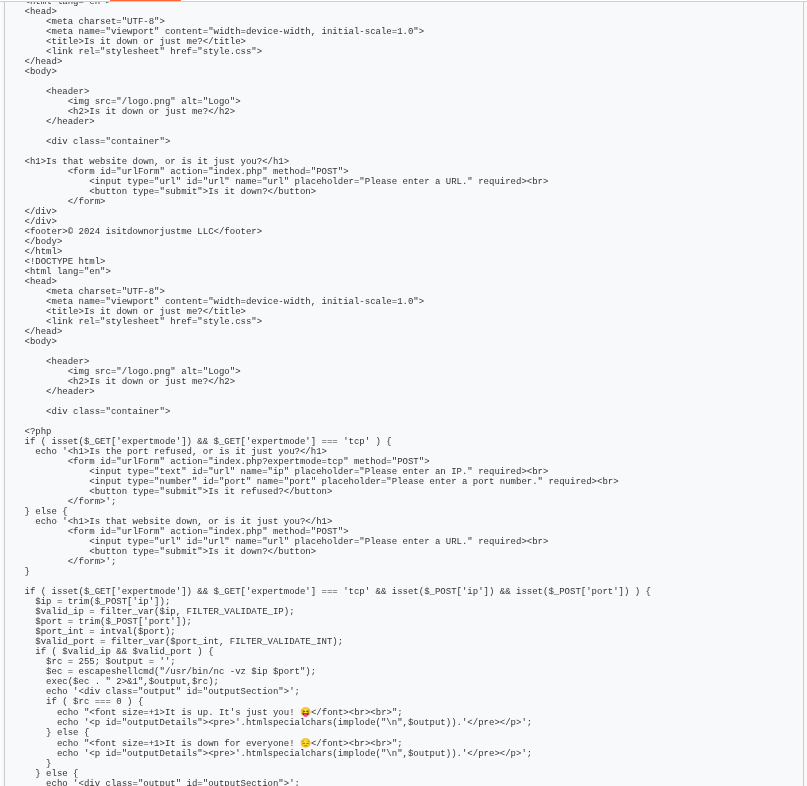 <html lang="en">
<head>
    <meta charset="UTF-8">
    <meta name="viewport" content="width=device-width, initial-scale=1.0">
    <title>Is it down or just me?</title>
    <link rel="stylesheet" href="style.css">
</head>
<body>

    <header>
        <img src="/logo.png" alt="Logo">
        <h2>Is it down or just me?</h2>
    </header>

    <div class="container">

<h1>Is that website down, or is it just you?</h1>
        <form id="urlForm" action="index.php" method="POST">
            <input type="url" id="url" name="url" placeholder="Please enter a URL." required><br>
            <button type="submit">Is it down?</button>
        </form>
</div>
</div>
<footer>© 2024 isitdownorjustme LLC</footer>
</body>
</html>
<!DOCTYPE html>
<html lang="en">
<head>
    <meta charset="UTF-8">
    <meta name="viewport" content="width=device-width, initial-scale=1.0">
    <title>Is it down or just me?</title>
    <link rel="stylesheet" href="style.css">
</head>
<body>

    <header>
        <img src="/logo.png" alt="Logo">
        <h2>Is it down or just me?</h2>
    </header>

    <div class="container">

<?php
if ( isset($_GET['expertmode']) && $_GET['expertmode'] === 'tcp' ) {
  echo '<h1>Is the port refused, or is it just you?</h1>
        <form id="urlForm" action="index.php?expertmode=tcp" method="POST">
            <input type="text" id="url" name="ip" placeholder="Please enter an IP." required><br>
            <input type="number" id="port" name="port" placeholder="Please enter a port number." required><br>
            <button type="submit">Is it refused?</button>
        </form>';
} else {
  echo '<h1>Is that website down, or is it just you?</h1>
        <form id="urlForm" action="index.php" method="POST">
            <input type="url" id="url" name="url" placeholder="Please enter a URL." required><br>
            <button type="submit">Is it down?</button>
        </form>';
}

if ( isset($_GET['expertmode']) && $_GET['expertmode'] === 'tcp' && isset($_POST['ip']) && isset($_POST['port']) ) {
  $ip = trim($_POST['ip']);
  $valid_ip = filter_var($ip, FILTER_VALIDATE_IP);
  $port = trim($_POST['port']);
  $port_int = intval($port);
  $valid_port = filter_var($port_int, FILTER_VALIDATE_INT);
  if ( $valid_ip && $valid_port ) {
    $rc = 255; $output = '';
    $ec = escapeshellcmd("/usr/bin/nc -vz $ip $port");
    exec($ec . " 2>&1",$output,$rc);
    echo '<div class="output" id="outputSection">';
    if ( $rc === 0 ) {
      echo "<font size=+1>It is up. It's just you! 😝</font><br><br>";
      echo '<p id="outputDetails"><pre>'.htmlspecialchars(implode("\n",$output)).'</pre></p>';
    } else {
      echo "<font size=+1>It is down for everyone! 😔</font><br><br>";
      echo '<p id="outputDetails"><pre>'.htmlspecialchars(implode("\n",$output)).'</pre></p>';
    }
  } else {
    echo '<div class="output" id="outputSection">';